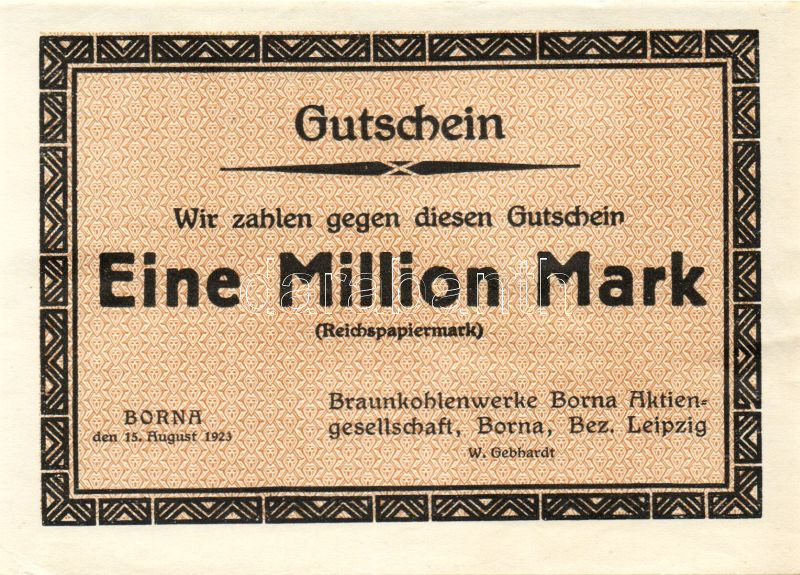 Gutschein
Wir zahlen gegen diesen Gutschein
Eine Million Mark
(Reichspapiermark)
BORNA
den 15. August 1923
Braunkohlenwerke Borna Aktien-
gesellschaft, Borna, Bez. Leipzig
W. Gebhardt
darabanth